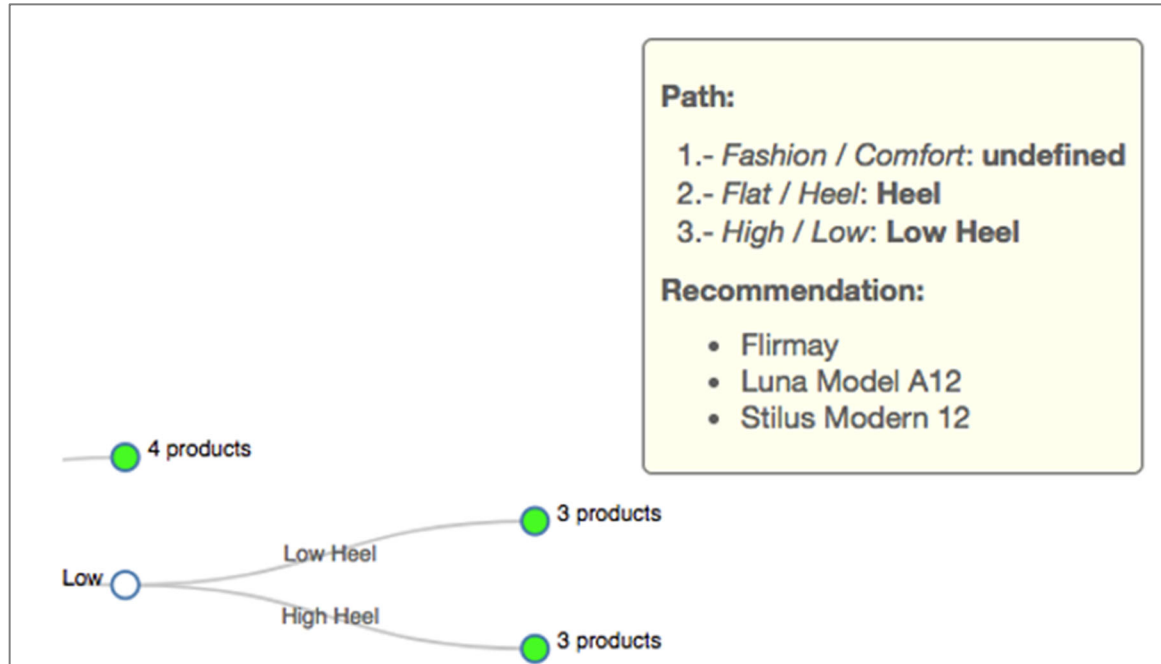 Path:
1.- Fashion / Comfort: undefined
2.- Flat / Heel: Heel
3.- High / Low: Low Heel
Recommendation:
• Flirmay
• Luna Model A12
• Stilus Modern 12
4 products
3 products
Low Heel
Low
High Heel
3 products